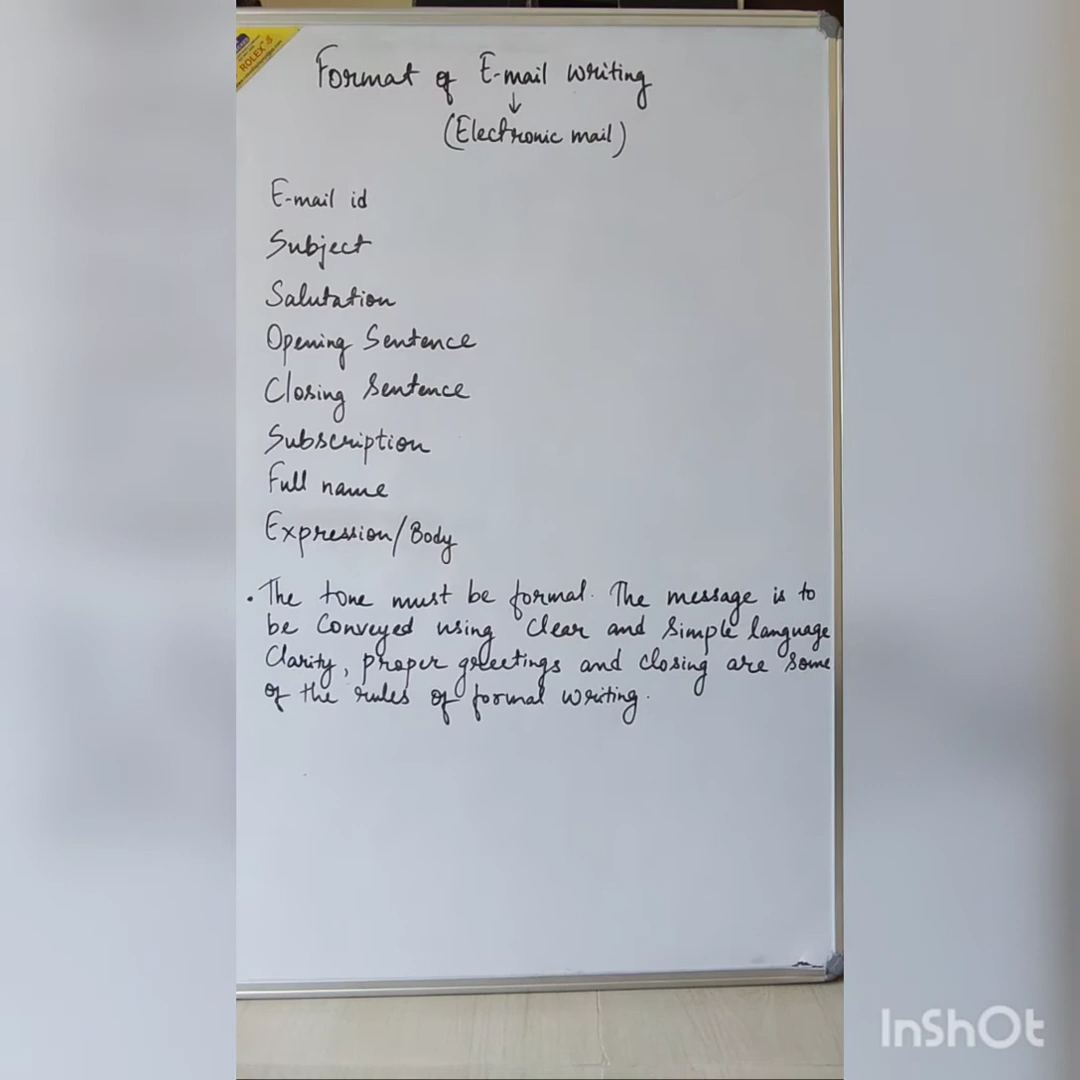 ROLEX
Format of E-mail writing
↓
(Electronic mail)
E-mail id
Subject
Salutation
Opening Sentence
Closing Sentence
Subscription
Full name
Expression/Body
• The tone must be formal. The message is to
be Conveyed using clear and simple language
Clarity, proper greetings and closing are some
of the rules of formal writing.
InShOt